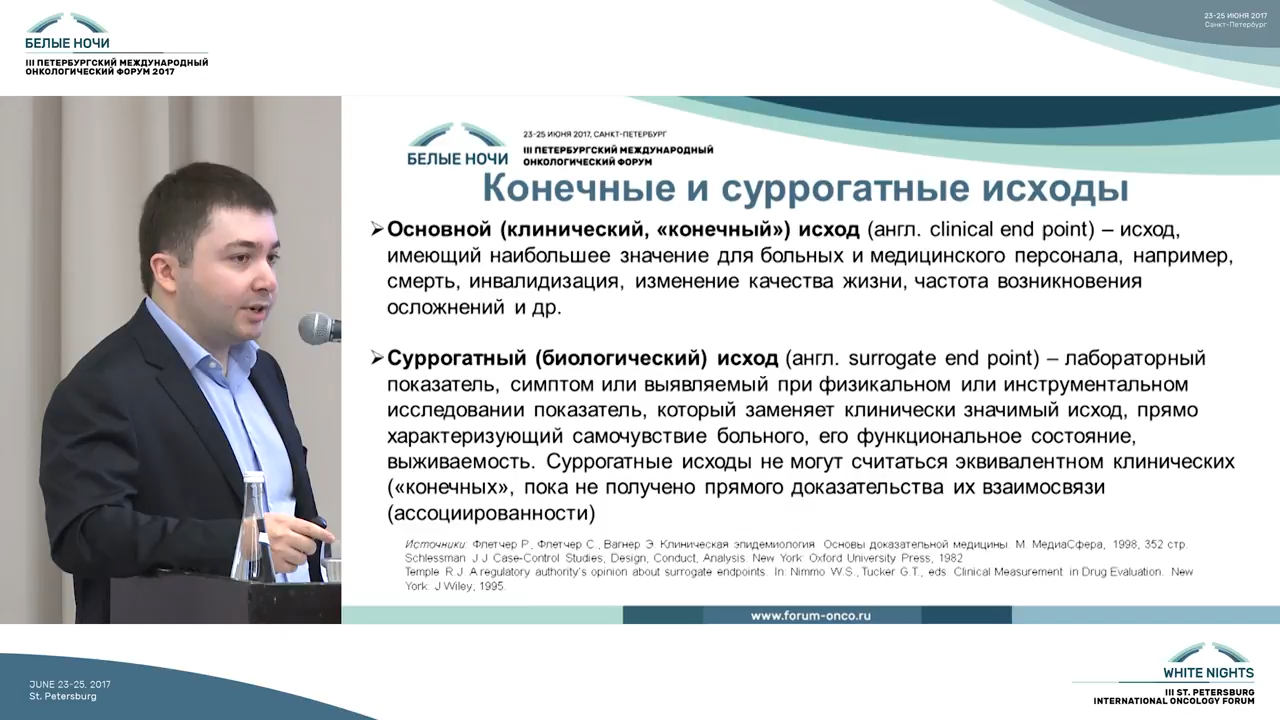 БЕЛЫЕ НОЧИ
III ПЕТЕРБУРГСКИЙ МЕЖДУНАРОДНЫЙ
ОНКОЛОГИЧЕСКИЙ ФОРУМ 2017
23-25 ИЮНЯ 2017
Санкт-Петербург
БЕЛЫЕ НОЧИ
23-25 ИЮНЯ 2017, САНКТ-ПЕТЕРБУРГ
III ПЕТЕРБУРГСКИЙ МЕЖДУНАРОДНЫЙ
ОНКОЛОГИЧЕСКИЙ ФОРУМ
Конечные и суррогатные исходы
➢Основной (клинический, «конечный») исход (англ. clinical end point) – исход,
имеющий наибольшее значение для больных и медицинского персонала, например,
смерть, инвалидизация, изменение качества жизни, частота возникновения
осложнений и др.
➢Суррогатный (биологический) исход (англ. surrogate end point) – лабораторный
показатель, симптом или выявляемый при физикальном или инструментальном
исследовании показатель, который заменяет клинически значимый исход, прямо
характеризующий самочувствие больного, его функциональное состояние,
выживаемость. Суррогатные исходы не могут считаться эквивалентном клинических
(«конечных», пока не получено прямого доказательства их взаимосвязи
(ассоциированности)
Источники: Флетчер Р., Флетчер С., Вагнер Э. Клиническая эпидемиология. Основы доказательной медицины. М. МедиаСфера, 1998, 352 стр.
Schlessman J.J Case-Control Studies, Design, Conduct, Analysis. New York: Oxford University Press, 1982
Temple R.J. A regulatory authority's opinion about surrogate endpoints. In: Nimmo W.S., Tucker G.T., eds. Clinical Measurement in Drug Evaluation. New
York. J Wiley; 1995.
www.forum-onco.ru
JUNE 23-25, 2017
St. Petersburg
WHITE NIGHTS
III ST. PETERSBURG
INTERNATIONAL ONCOLOGY FORUM